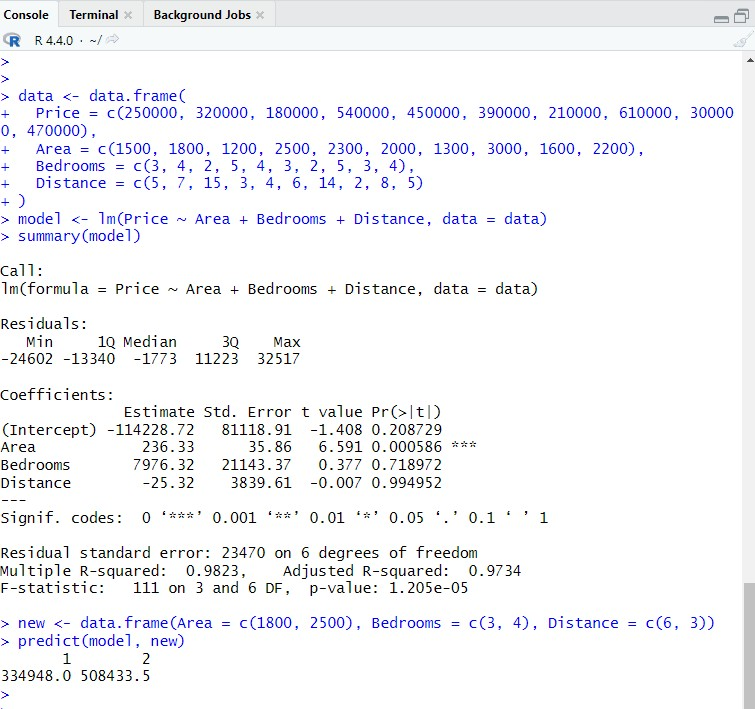 Console Terminal × Background Jobs ×
R R 4.4.0 · ~/
>
>
> data <- data.frame(
+   Price = c(250000, 320000, 180000, 540000, 450000, 390000, 210000, 610000, 30000
0, 470000),
+   Area = c(1500, 1800, 1200, 2500, 2300, 2000, 1300, 3000, 1600, 2200),
+   Bedrooms = c(3, 4, 2, 5, 4, 3, 2, 5, 3, 4),
+   Distance = c(5, 7, 15, 3, 4, 6, 14, 2, 8, 5)
+ )
> model <- lm(Price ~ Area + Bedrooms + Distance, data = data)
> summary(model)
Call:
lm(formula = Price ~ Area + Bedrooms + Distance, data = data)
Residuals:
   Min     1Q Median     3Q    Max
-24602 -13340  -1773  11223  32517
Coefficients:
              Estimate Std. Error t value Pr(>|t|)
(Intercept) -114228.72   81118.91  -1.408 0.208729
Area            236.33      35.86   6.591 0.000586 ***
Bedrooms       7976.32   21143.37   0.377 0.718972
Distance        -25.32    3839.61  -0.007 0.994952
---
Signif. codes:  0 ‘***’ 0.001 ‘**’ 0.01 ‘*’ 0.05 ‘.’ 0.1 ‘ ’ 1
Residual standard error: 23470 on 6 degrees of freedom
Multiple R-squared:  0.9823,    Adjusted R-squared:  0.9734
F-statistic:   111 on 3 and 6 DF,  p-value: 1.205e-05
> new <- data.frame(Area = c(1800, 2500), Bedrooms = c(3, 4), Distance = c(6, 3))
> predict(model, new)
       1        2
334948.0 508433.5
>